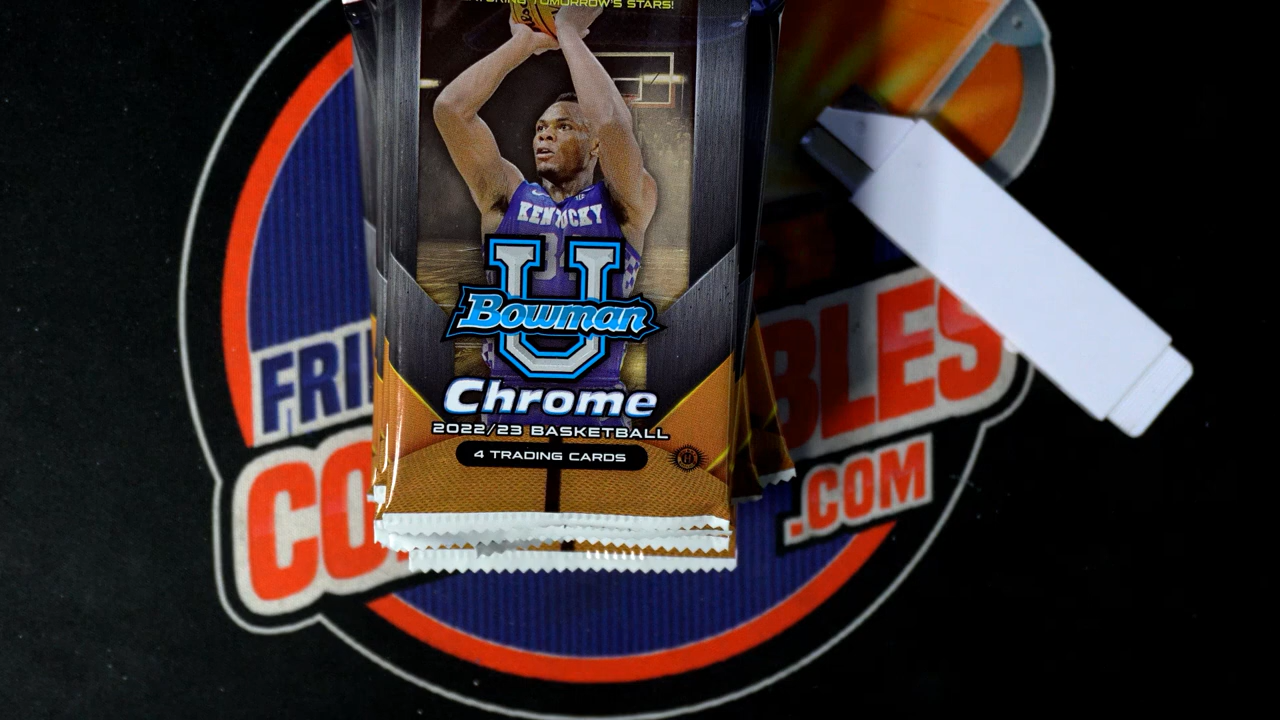 TOMORROW'S STARS!
KENTUCKY
U
Bowman
Chrome
2022/23 BASKETBALL
4 TRADING CARDS
FRI
BLES
CO
.COM